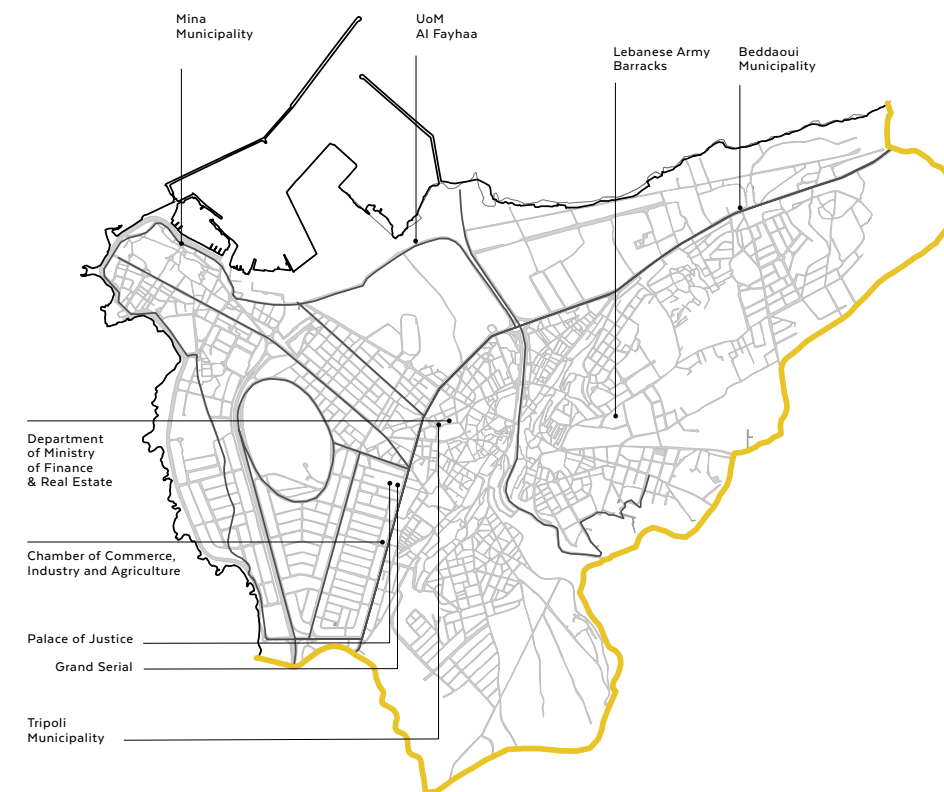 Mina
Municipality
UoM
Al Fayhaa
Lebanese Army
Barracks
Beddaoui
Municipality
Department
of Ministry
of Finance
& Real Estate
Chamber of Commerce,
Industry and Agriculture
Palace of Justice
Grand Serial
Tripoli
Municipality